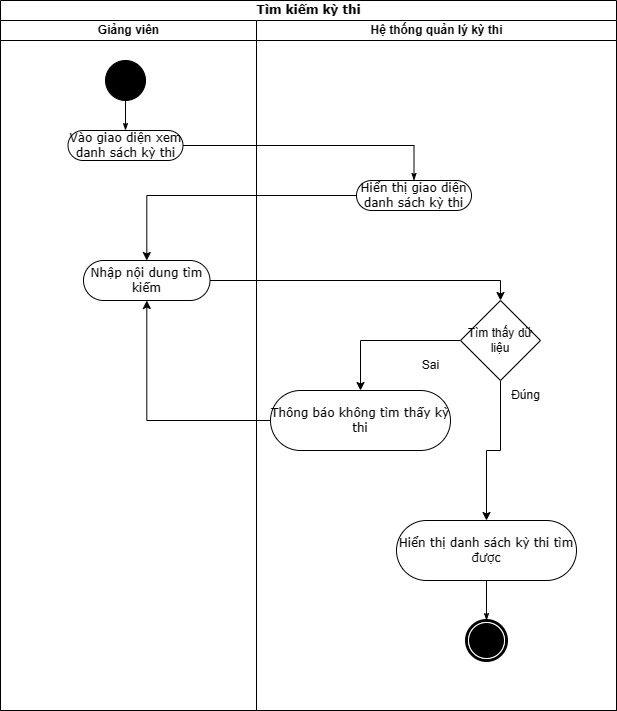 Tìm kiếm kỳ thi
Giảng viên
Hệ thống quản lý kỳ thi
Vào giao diện xem
danh sách kỳ thi
Hiển thị giao diện
danh sách kỳ thi
Nhập nội dung tìm
kiếm
Tìm thấy dữ
liệu
Sai
Đúng
Thông báo không tìm thấy kỳ
thi
Hiển thị danh sách kỳ thi tìm
được